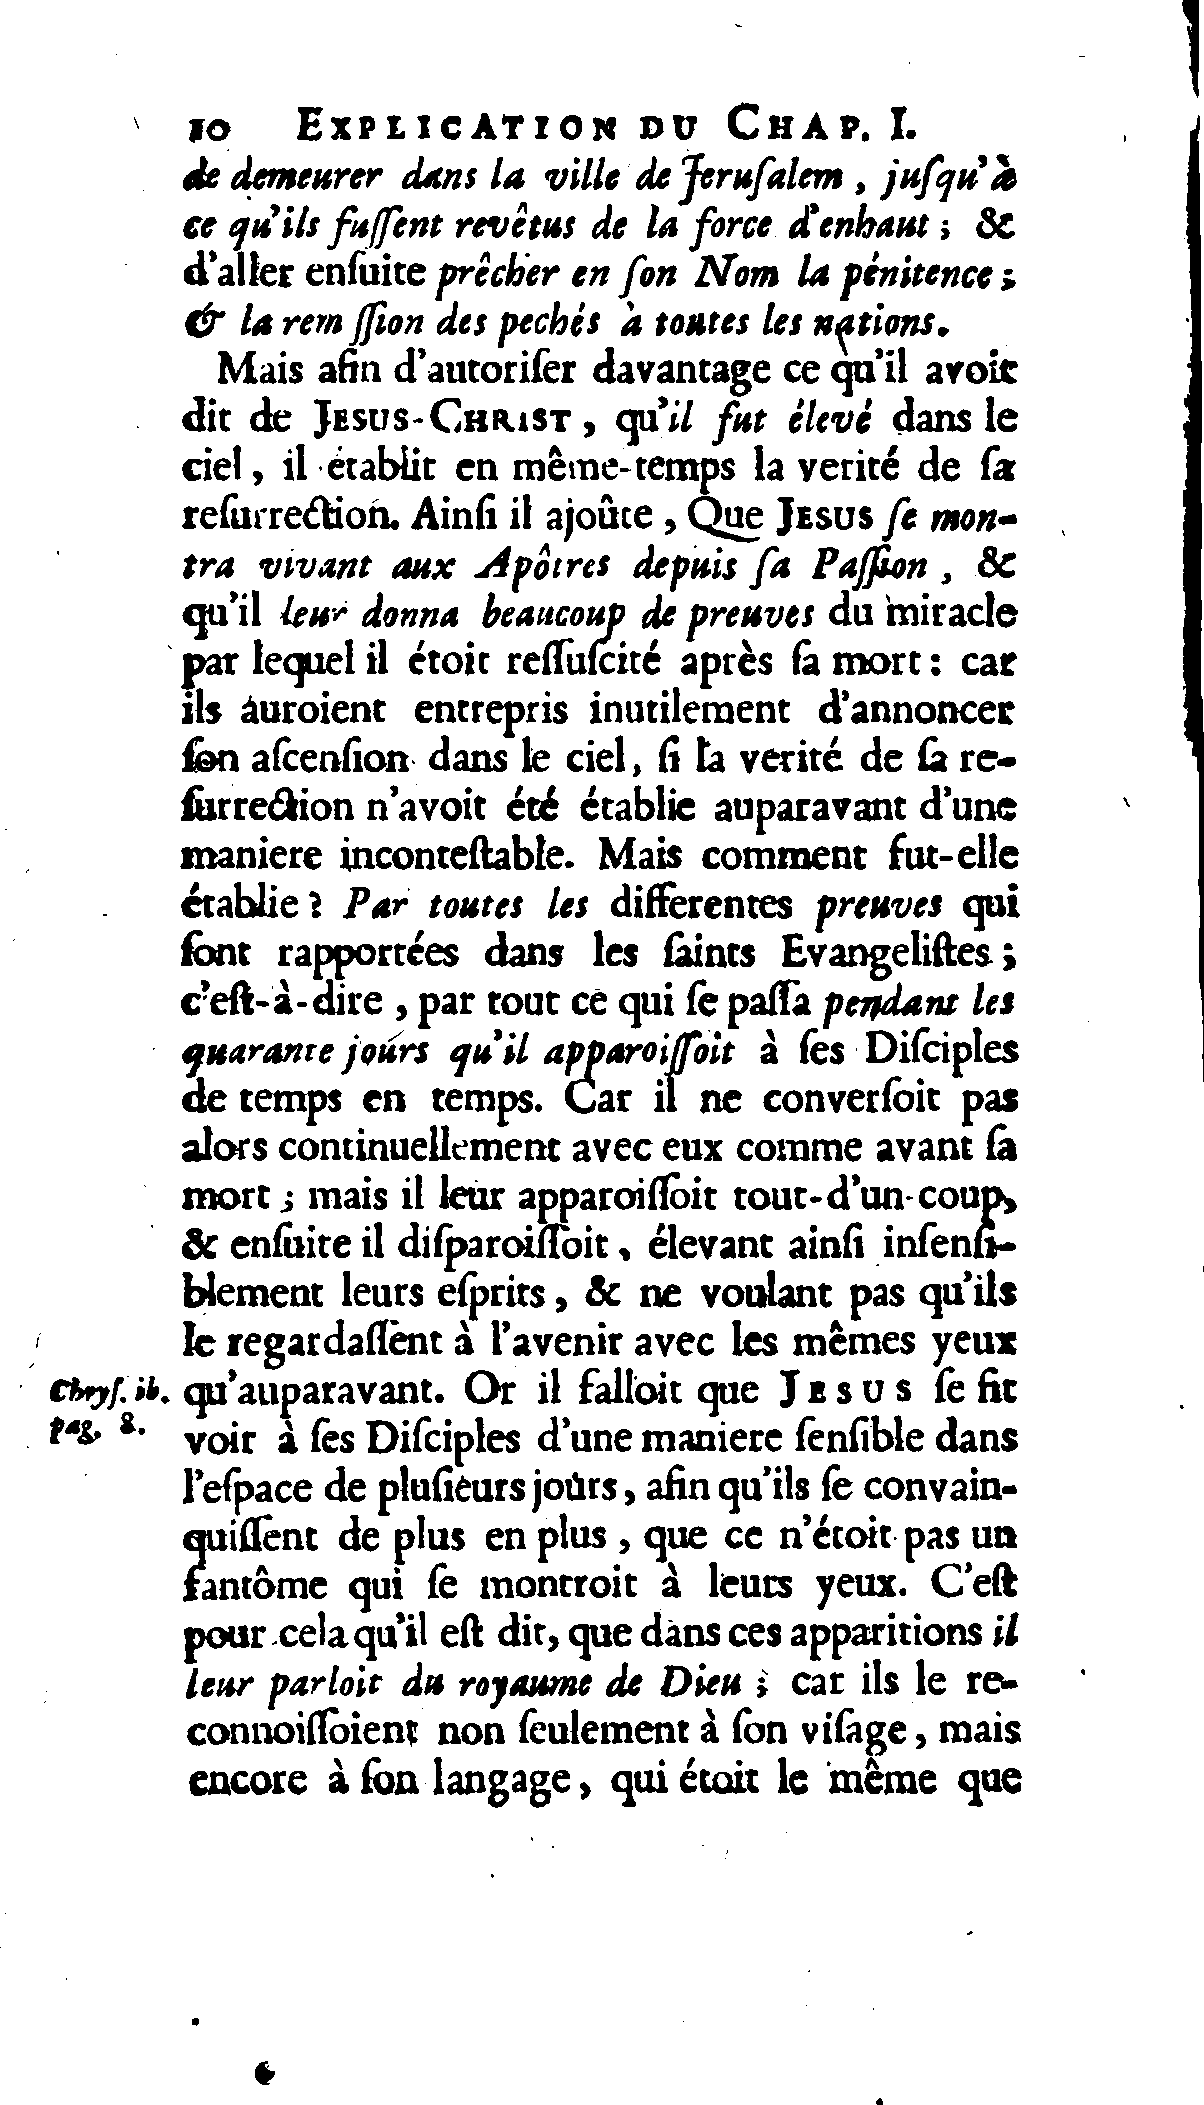 10 EXPLICATION DU CHAP. I.
de demeurer dans la ville de Jeruſalem , juſqu'à
ce qu'ils fuſſent revêtus de la force d'enhaut ; &
d'aller enſuite prêcher en ſon Nom la pénitence ;
& la rem ſſion des pechés à toutes les nations.
Mais afin d'autoriſer davantage ce qu'il avoit
dit de JESUS-CHRIST , qu'il fut élevé dans le
ciel , il établit en même-temps la verité de ſa
reſurrection. Ainſi il ajoûte , Que JESUS ſe mon-
tra vivant aux Apôtres depuis ſa Paſſion , &
qu'il leur donna beaucoup de preuves du miracle
par lequel il étoit reſſuſcité après ſa mort : car
ils auroient entrepris inutilement d'annoncer
ſon aſcenſion dans le ciel, ſi la verité de ſa re-
ſurrection n'avoit été établie auparavant d'une
maniere inconteſtable. Mais comment fut-elle
établie ? Par toutes les differentes preuves qui
ſont rapportées dans les ſaints Evangeliſtes ;
c'eſt-à-dire , par tout ce qui ſe paſſa pendant les
quarante jours qu'il apparoiſſoit à ſes Diſciples
de temps en temps. Car il ne converſoit pas
alors continuellement avec eux comme avant ſa
mort ; mais il leur apparoiſſoit tout-d'un-coup,
& enſuite il diſparoiſſoit , élevant ainſi inſenſi-
blement leurs eſprits , & ne voulant pas qu'ils
le regardaſſent à l'avenir avec les mêmes yeux
Chryſ. ib. qu'auparavant. Or il falloit que JESUS ſe fit
pag. 8. voir à ſes Diſciples d'une maniere ſenſible dans
l'eſpace de pluſieurs jours , afin qu'ils ſe convain-
quiſſent de plus en plus , que ce n'étoit pas un
fantôme qui ſe montroit à leurs yeux. C'eſt
pour cela qu'il eſt dit, que dans ces apparitions il
leur parloit du royaume de Dieu ; car ils le re-
connoiſſoient non ſeulement à ſon viſage , mais
encore à ſon langage , qui étoit le même que